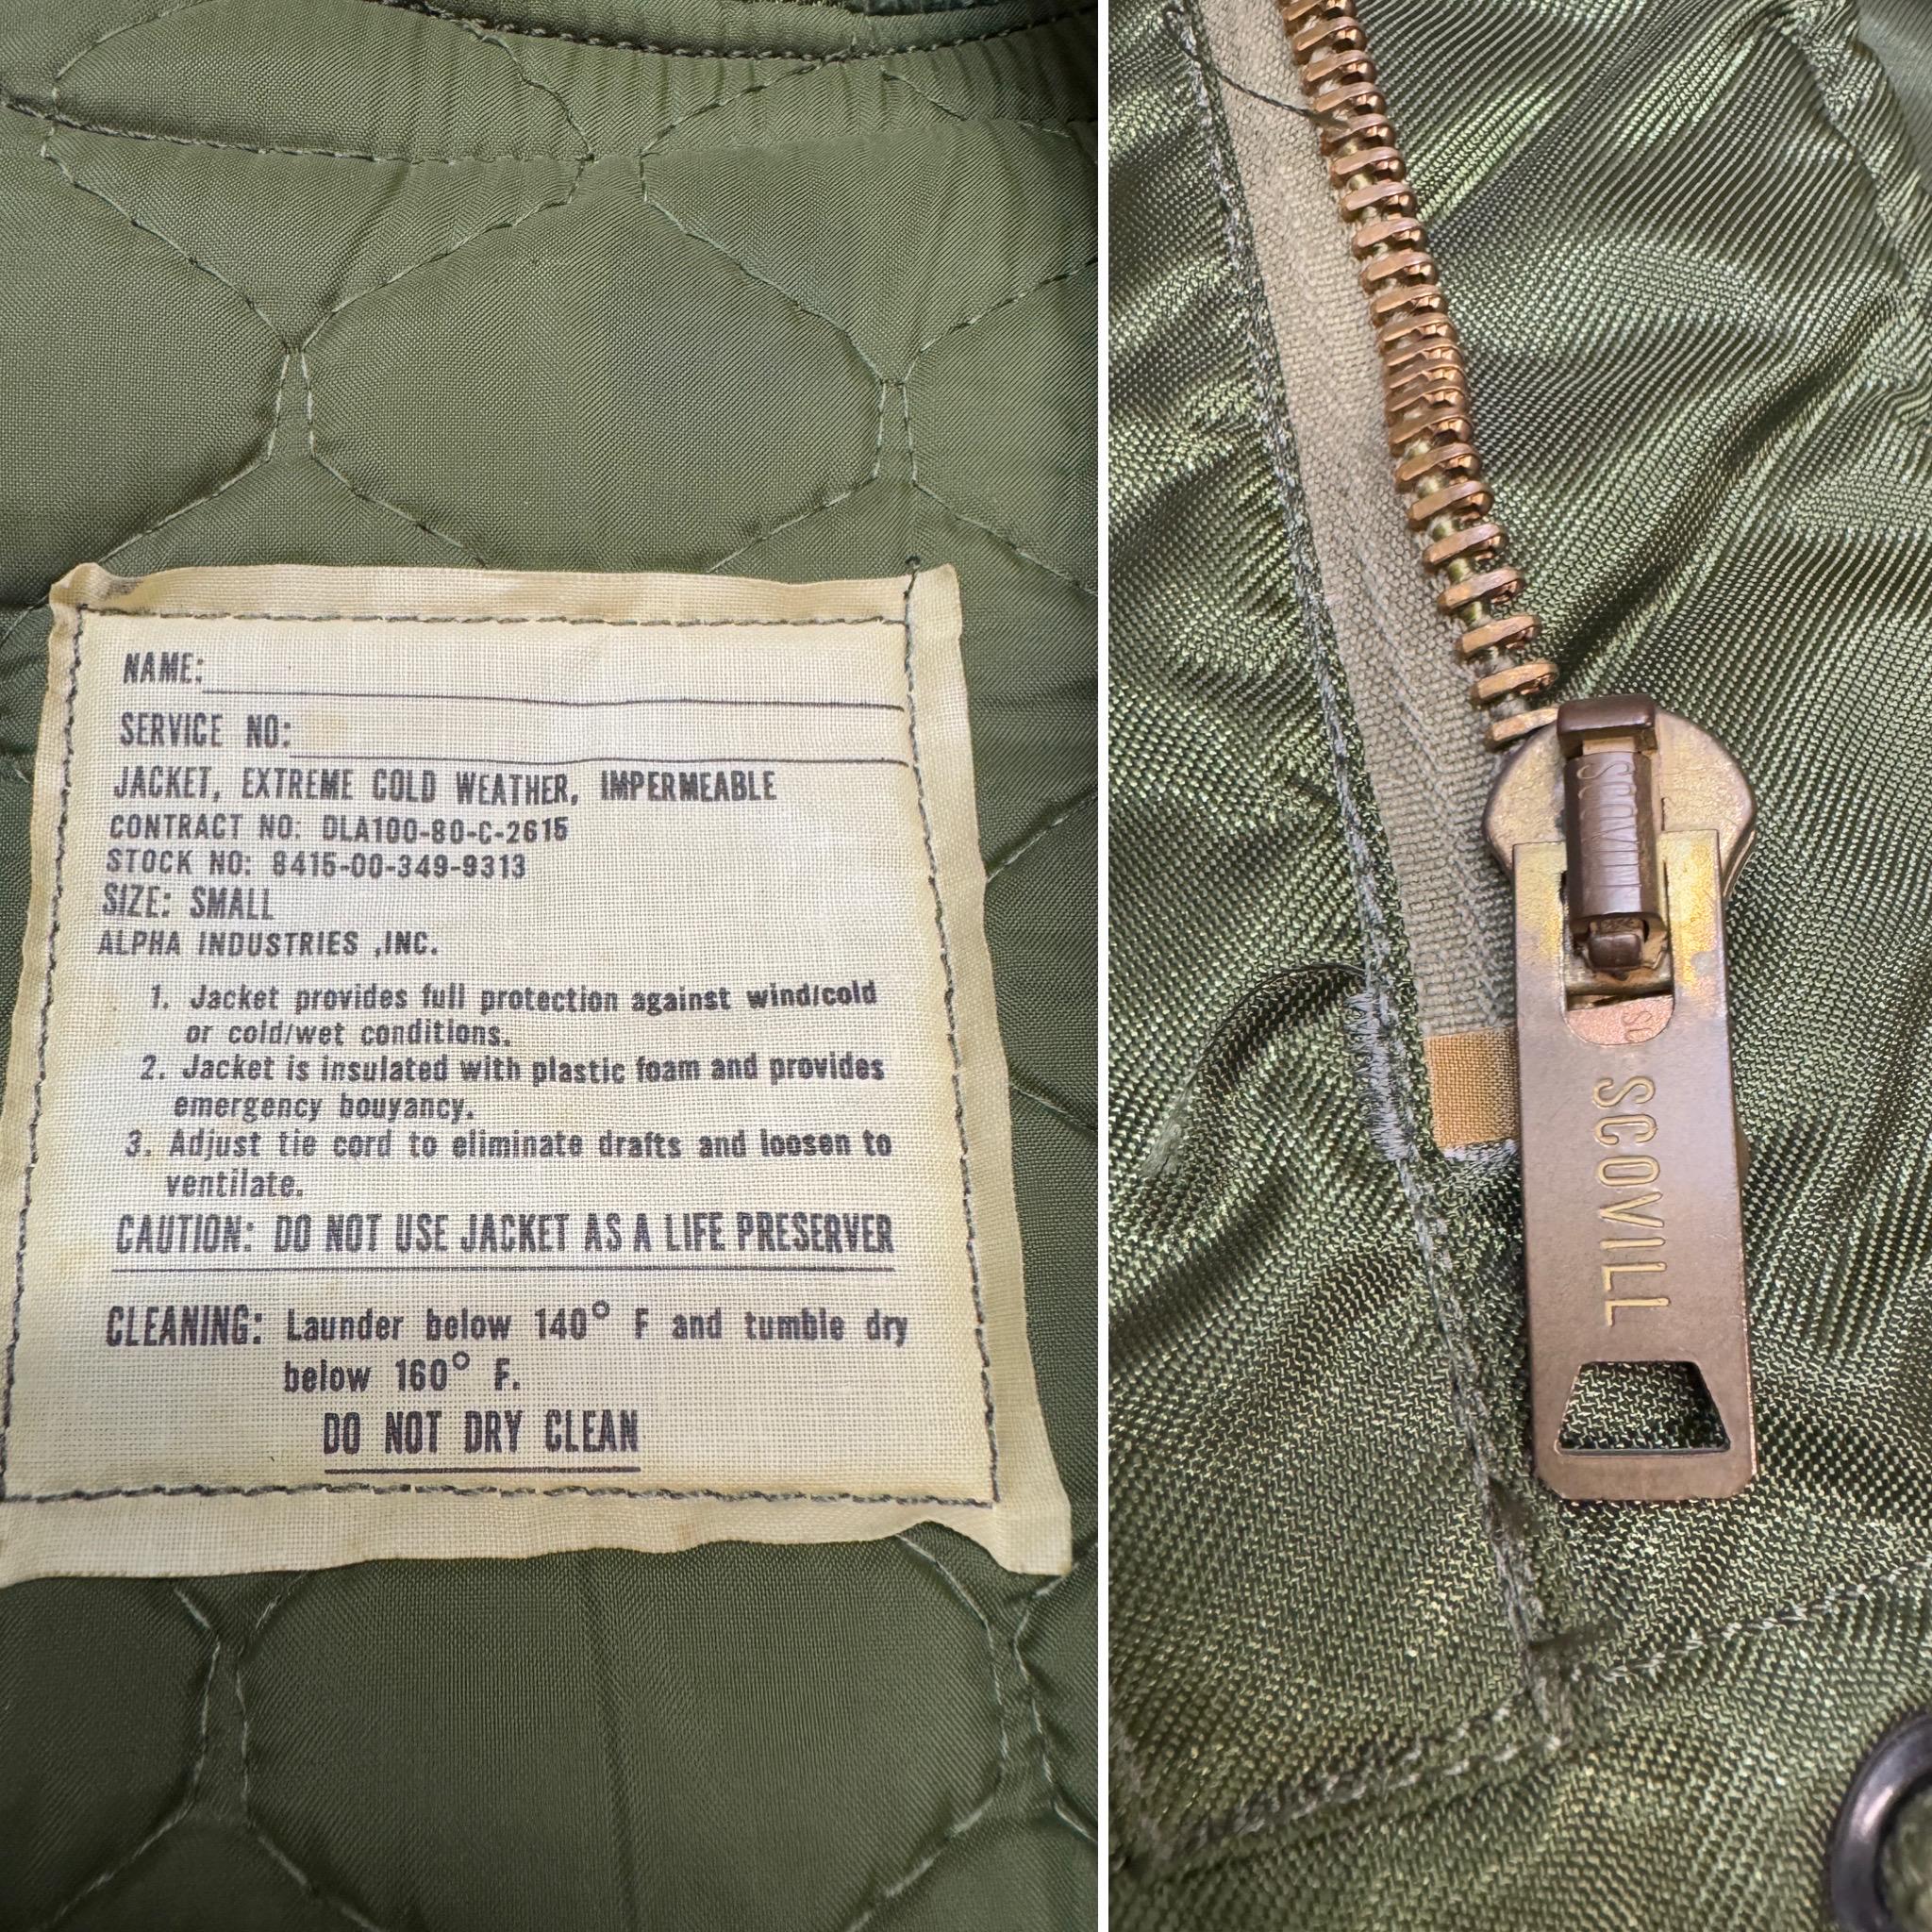 NAME:
SERVICE NO:
JACKET, EXTREME COLD WEATHER, IMPERMEABLE
CONTRACT NO: DLA100-80-C-2615
STOCK NO: 8415-00-349-9313
SIZE: SMALL
ALPHA INDUSTRIES ,INC.
1. Jacket provides full protection against wind/cold
or cold/wet conditions.
2. Jacket is insulated with plastic foam and provides
emergency bouyancy.
3. Adjust tie cord to eliminate drafts and loosen to
ventilate.
CAUTION: DO NOT USE JACKET AS A LIFE PRESERVER
CLEANING: Launder below 140° F and tumble dry
below 160° F.
DO NOT DRY CLEAN
SCOVILL
SCOVILL